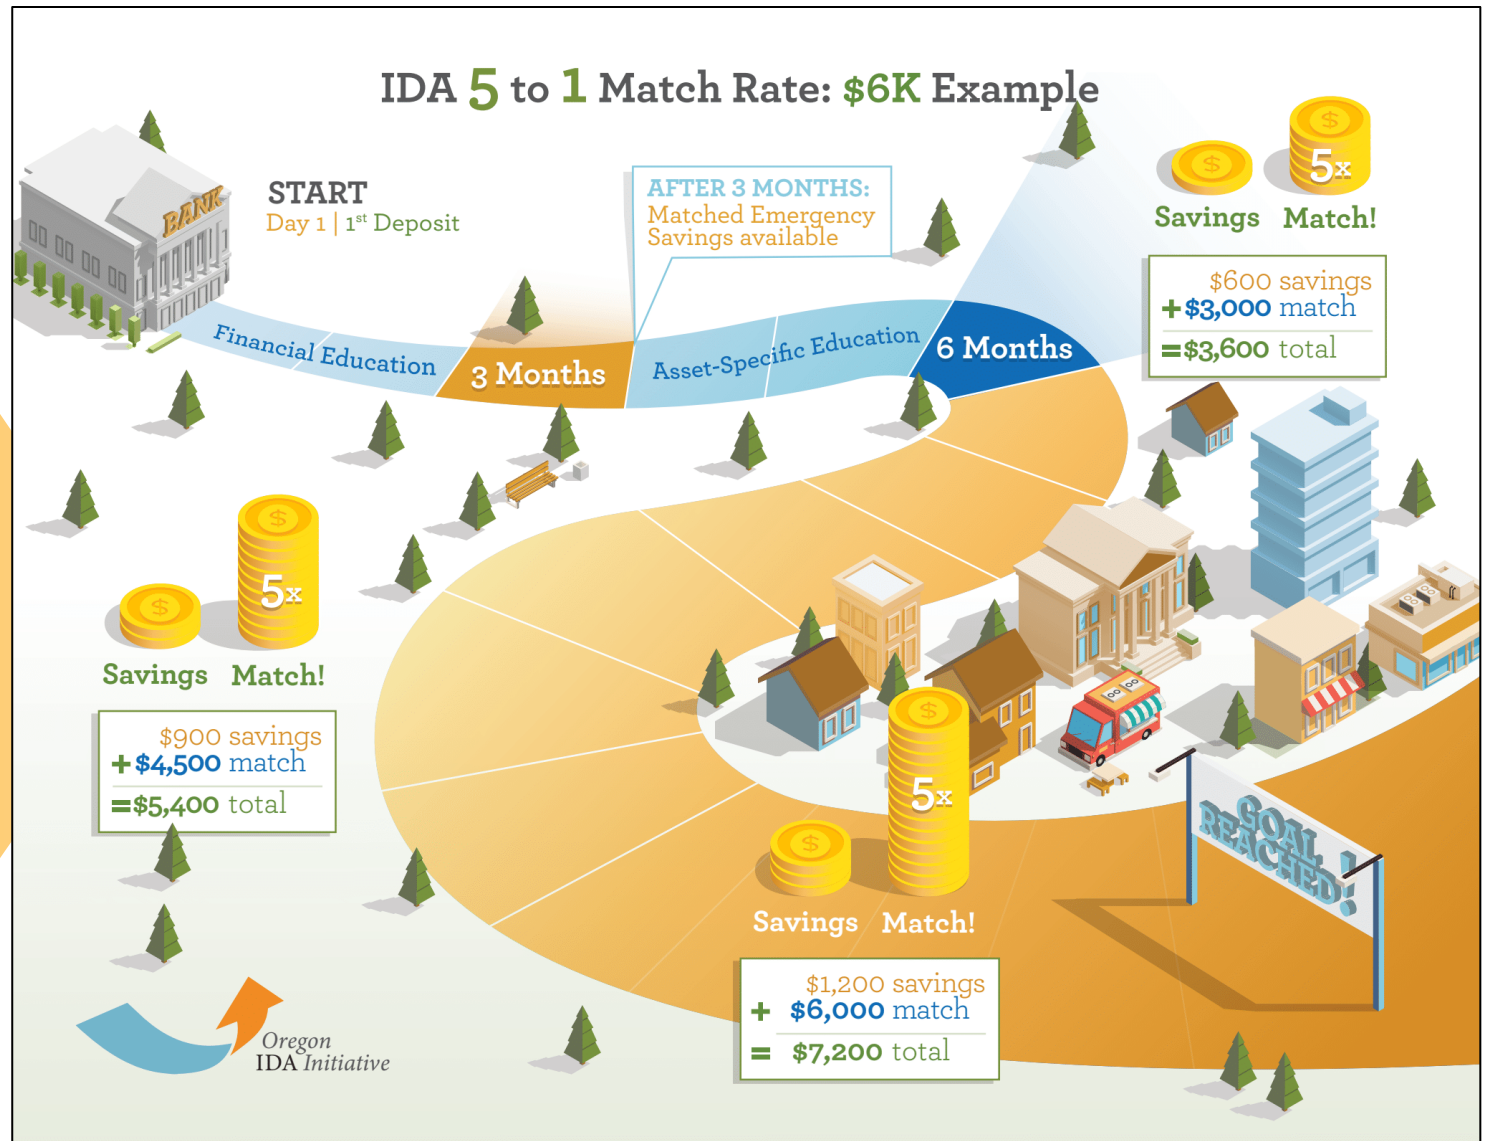 IDA 5 to 1 Match Rate: $6K Example
BANK
START
Day 1 | 1st Deposit
AFTER 3 MONTHS:
Matched Emergency
Savings available
Financial Education
3 Months
Asset-Specific Education
6 Months
$
$
5x
Savings Match!
$600 savings
+$3,000 match
=$3,600 total
$
$
5x
Savings Match!
$900 savings
+$4,500 match
=$5,400 total
$
$
5x
Savings Match!
$1,200 savings
+ $6,000 match
= $7,200 total
GOAL
REACHED!
Oregon
IDA Initiative